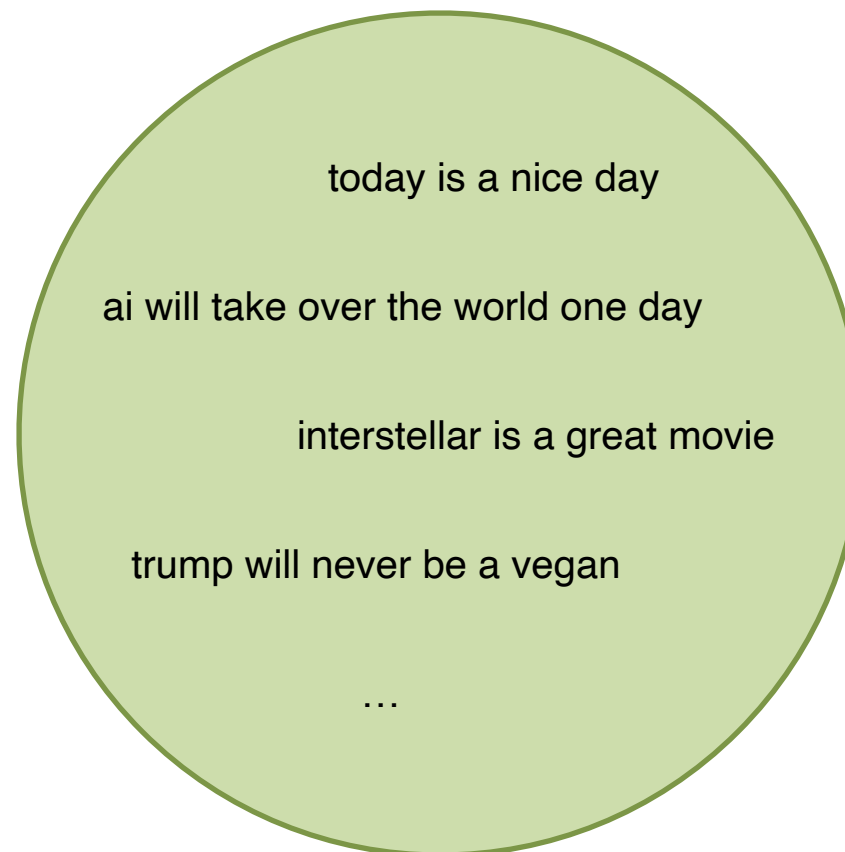 today is a nice day
ai will take over the world one day
interstellar is a great movie
trump will never be a vegan
…